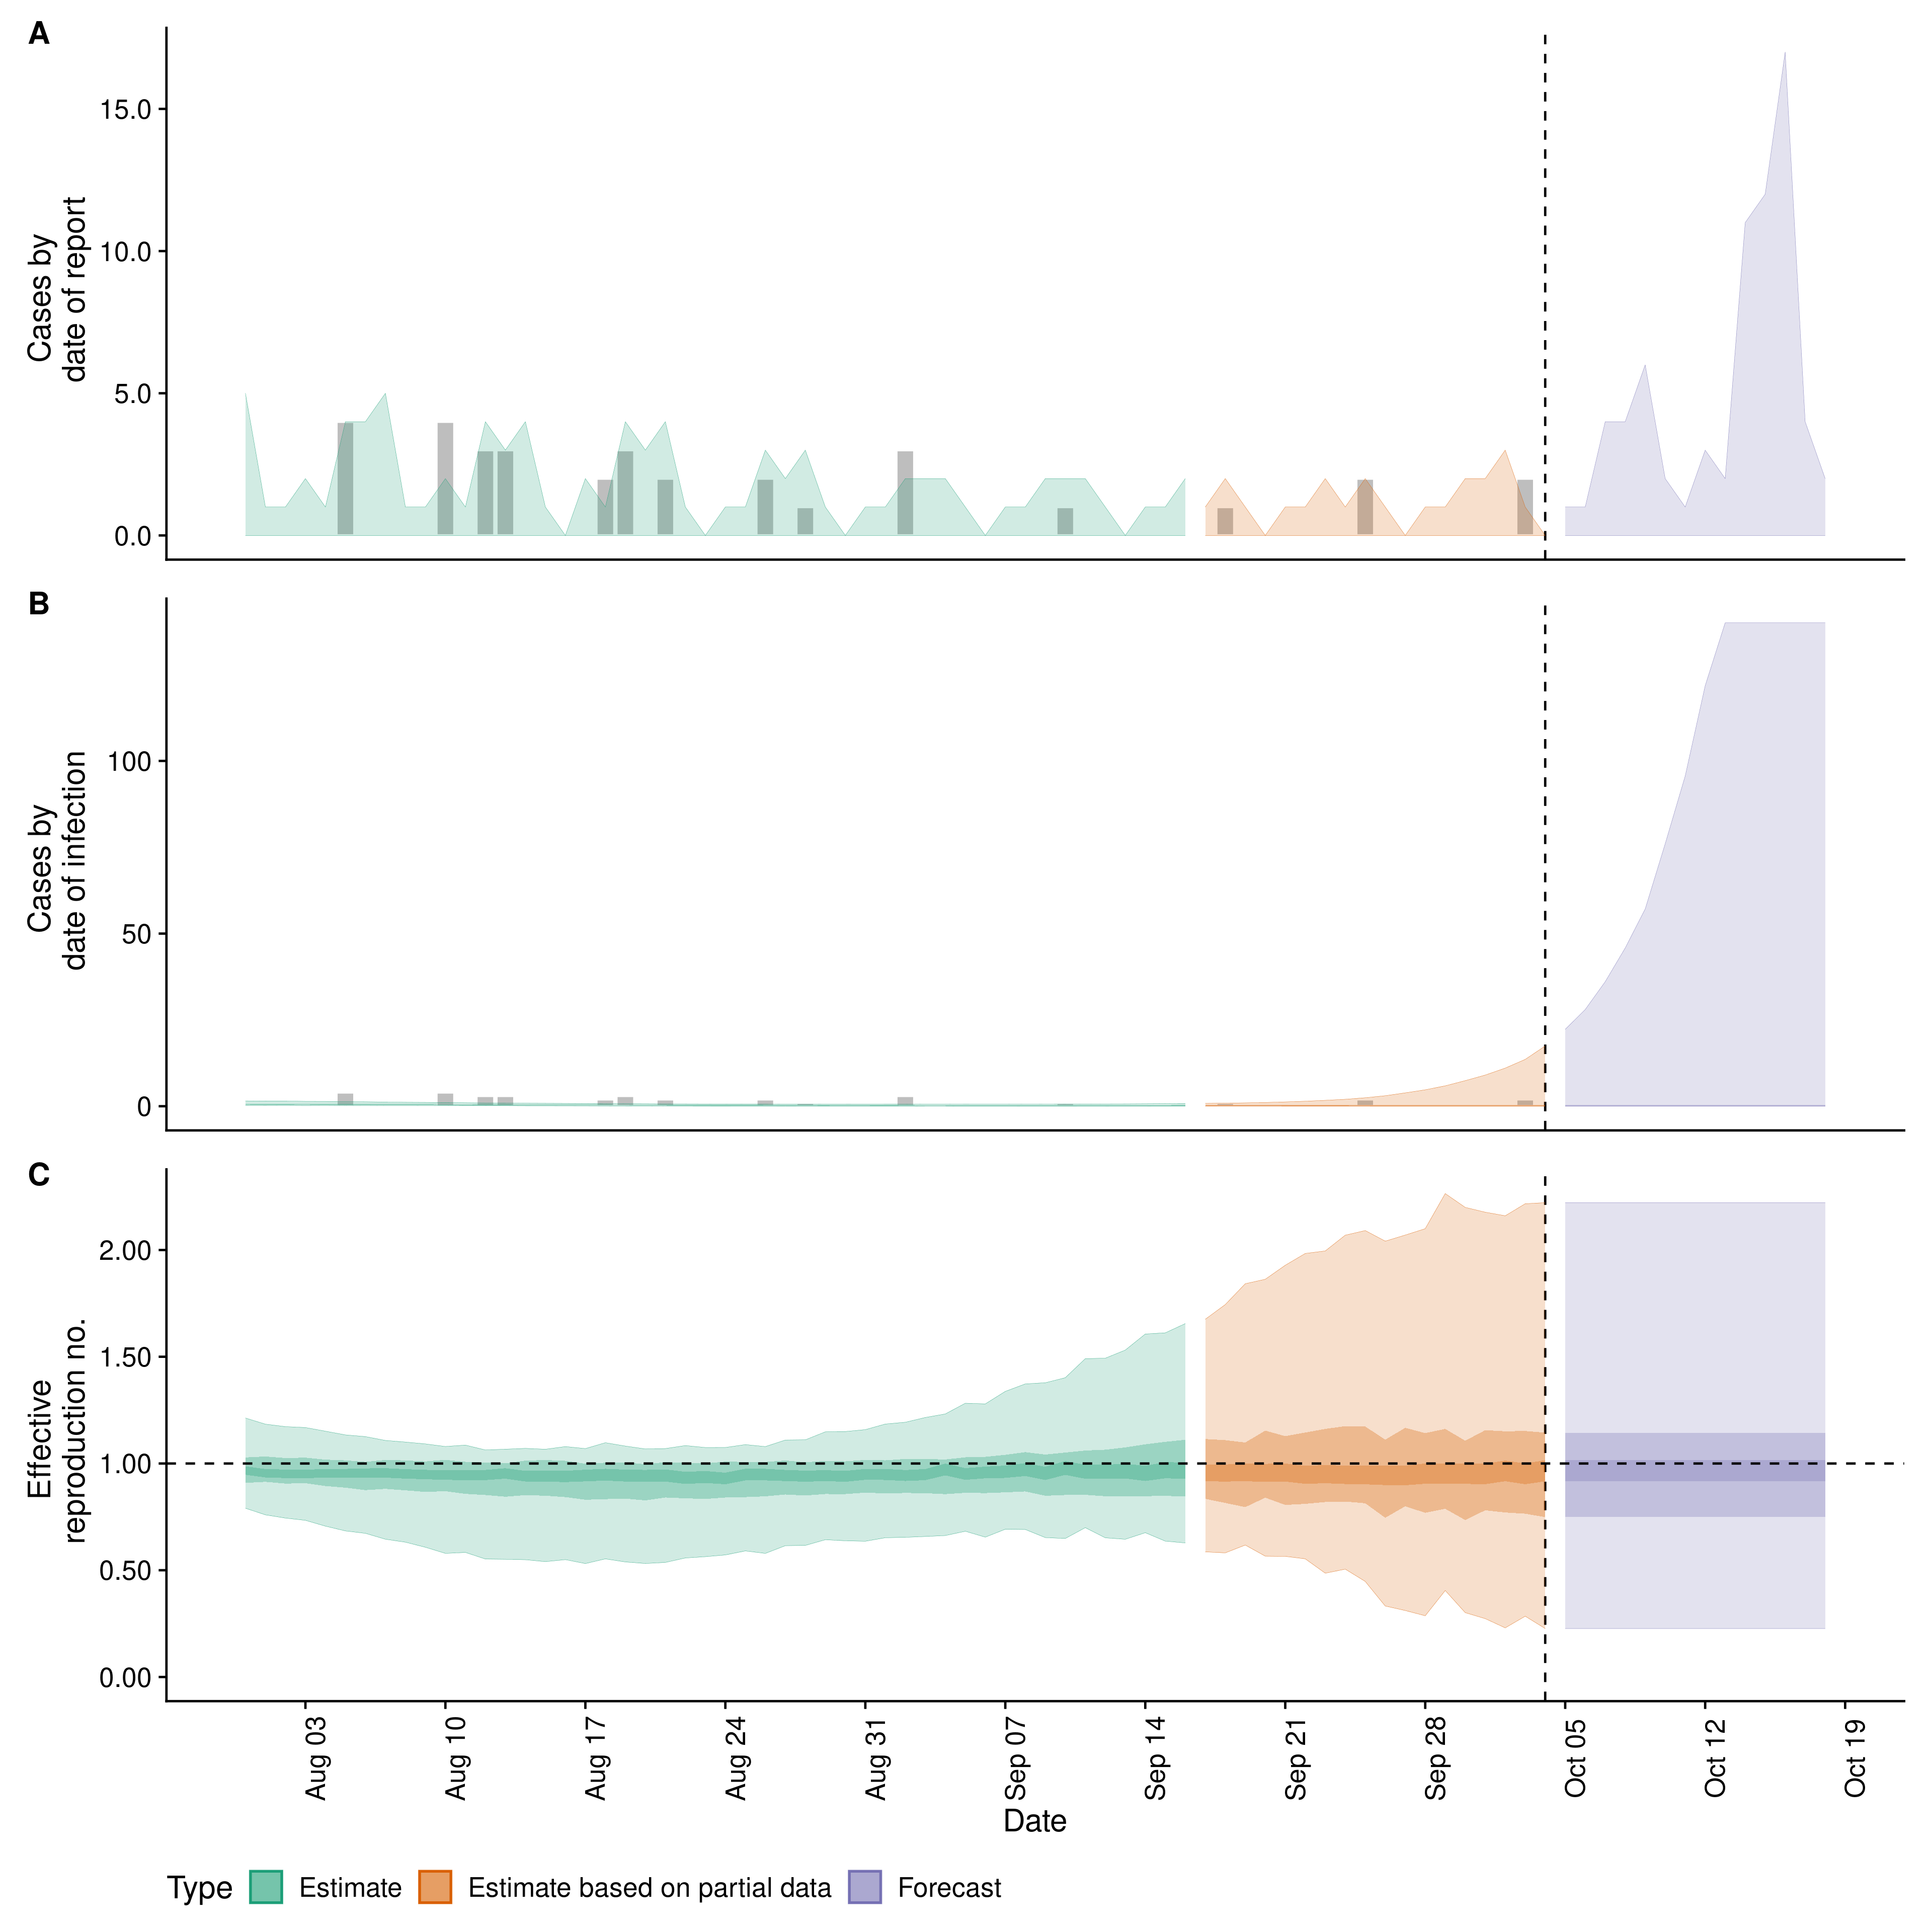 A
Cases by
date of report
15.0
10.0
5.0
0.0
B
Cases by
date of infection
100
50
0
C
Effective
reproduction no.
2.00
1.50
1.00
0.50
0.00
Aug 03
Aug 10
Aug 17
Aug 24
Aug 31
Sep 07
Sep 14
Sep 21
Sep 28
Oct 05
Oct 12
Oct 19
Date
Type Estimate Estimate based on partial data Forecast